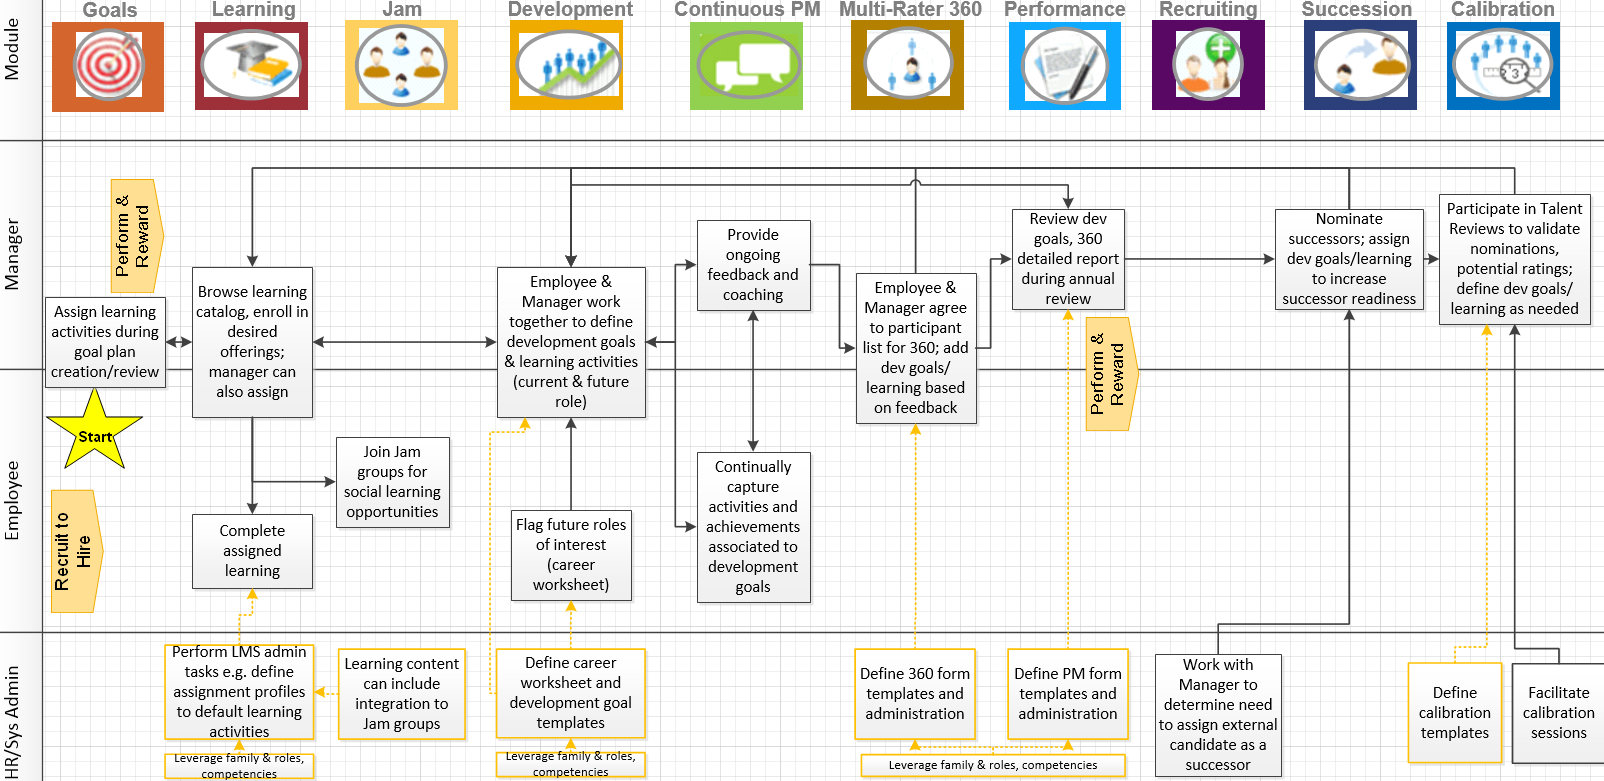 Module
Goals
Learning
Jam
Development
Continuous PM
Multi-Rater 360
Performance
Recruiting
Succession
Calibration
3
Manager
Perform &
Reward
Assign learning
activities during
goal plan
creation/review
Browse learning
catalog, enroll in
desired
offerings;
manager can
also assign
Employee &
Manager work
together to define
development goals
& learning activities
(current & future
role)
Provide
ongoing
feedback and
coaching
Employee &
Manager agree
to participant
list for 360; add
dev goals/
learning based
on feedback
Review dev
goals, 360
detailed report
during annual
review
Nominate
successors; assign
dev goals/learning
to increase
successor readiness
Participate in Talent
Reviews to validate
nominations,
potential ratings;
define dev goals/
learning as needed
Perform &
Reward
Employee
Start
Recruit to
Hire
Join Jam
groups for
social learning
opportunities
Complete
assigned
learning
Flag future roles
of interest
(career
worksheet)
Continually
capture
activities and
achievements
associated to
development
goals
HR/Sys Admin
Perform LMS admin
tasks e.g. define
assignment profiles
to default learning
activities
Leverage family & roles,
competencies
Learning content
can include
integration to
Jam groups
Define career
worksheet and
development goal
templates
Leverage family & roles,
competencies
Define 360 form
templates and
administration
Define PM form
templates and
administration
Leverage family & roles, competencies
Work with
Manager to
determine need
to assign external
candidate as a
successor
Define
calibration
templates
Facilitate
calibration
sessions